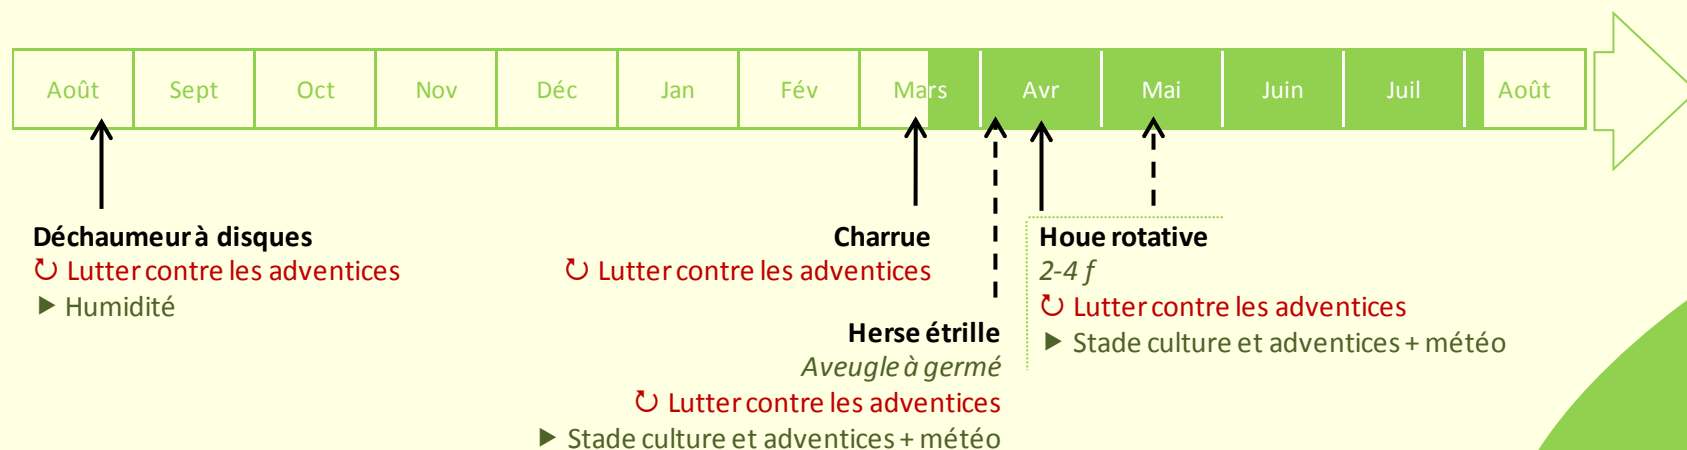 Août Sept Oct Nov Déc Jan Fév Mars Avr Mai Juin Juil Août
Déchaumeur à disques
↻ Lutter contre les adventices
▶ Humidité
Charrue
↻ Lutter contre les adventices
Herse étrille
Aveugle à germé
↻ Lutter contre les adventices
▶ Stade culture et adventices + météo
Houe rotative
2-4 f
↻ Lutter contre les adventices
▶ Stade culture et adventices + météo